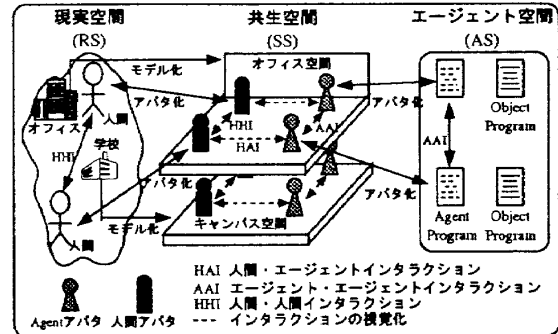 現実空間
(RS)
共生空間
(SS)
エージェント空間
(AS)
モデル化
オフィス空間
アバタ化
アバタ化
人間
オフィス
HHI
学校
HHI
AAI
HAI
AAI
Object
Program
アバタ化
アバタ化
人間
モデル化
キャンパス空間
Agent
Program
Object
Program
HAI 人間・エージェントインタラクション
AAI エージェント・エージェントインタラクション
HHI 人間・人間インタラクション
Agentアバタ
人間アバタ
--- インタラクションの視覚化